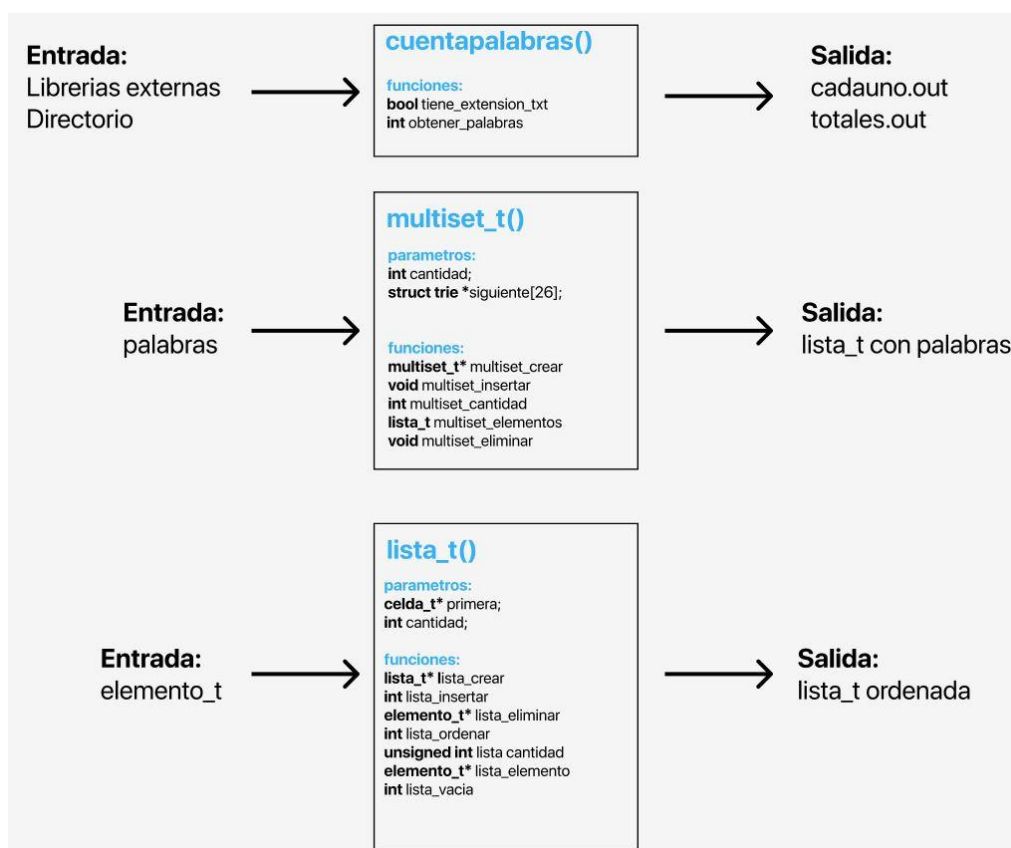 Entrada:
Librerias externas
Directorio
cuentapalabras()
funciones:
bool tiene_extension_txt
int obtener_palabras
Salida:
cadauno.out
totales.out
Entrada:
palabras
multiset_t()
parametros:
int cantidad;
struct trie *siguiente[26];
funciones:
multiset_t* multiset_crear
void multiset_insertar
int multiset_cantidad
lista_t multiset_elementos
void multiset_eliminar
Salida:
lista_t con palabras
Entrada:
elemento_t
lista_t()
parametros:
celda_t* primera;
int cantidad;
funciones:
lista_t* lista_crear
int lista_insertar
elemento_t* lista_eliminar
int lista_ordenar
unsigned int lista cantidad
elemento_t* lista_elemento
int lista_vacia
Salida:
lista_t ordenada